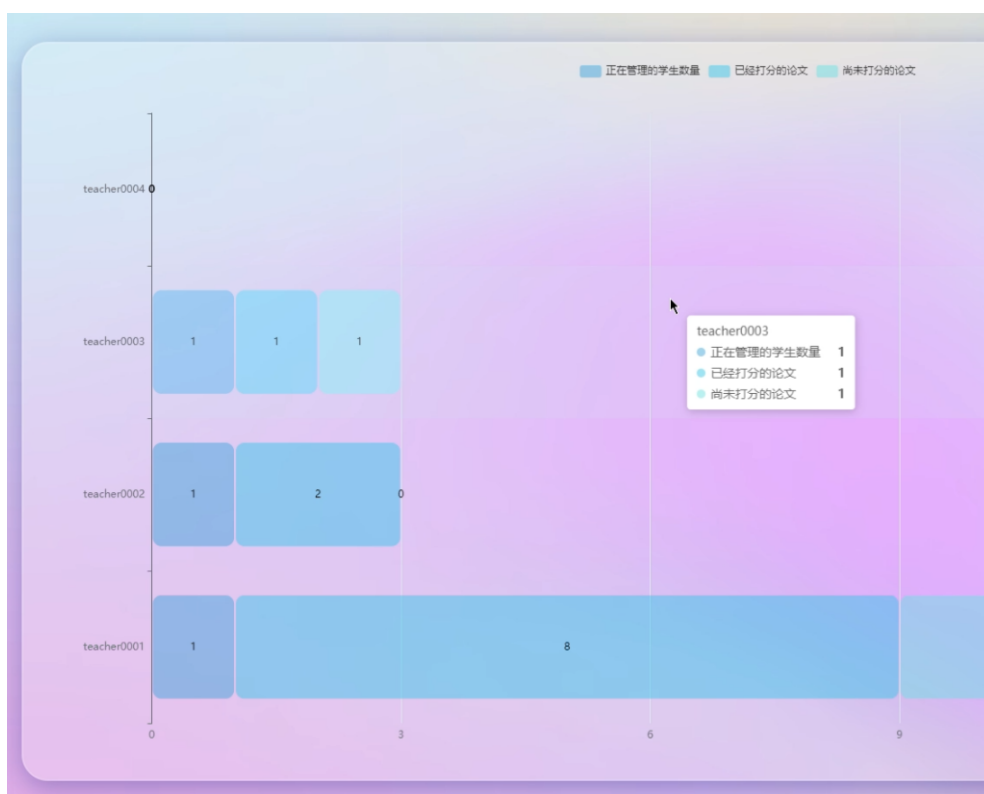 正在管理的学生数量 已经打分的论文 尚未打分的论文
teacher0004 0
teacher0003 1 1 1
teacher0003
正在管理的学生数量 1
已经打分的论文 1
尚未打分的论文 1
teacher0002 1 2 0
teacher0001 1 8
0 3 6 9